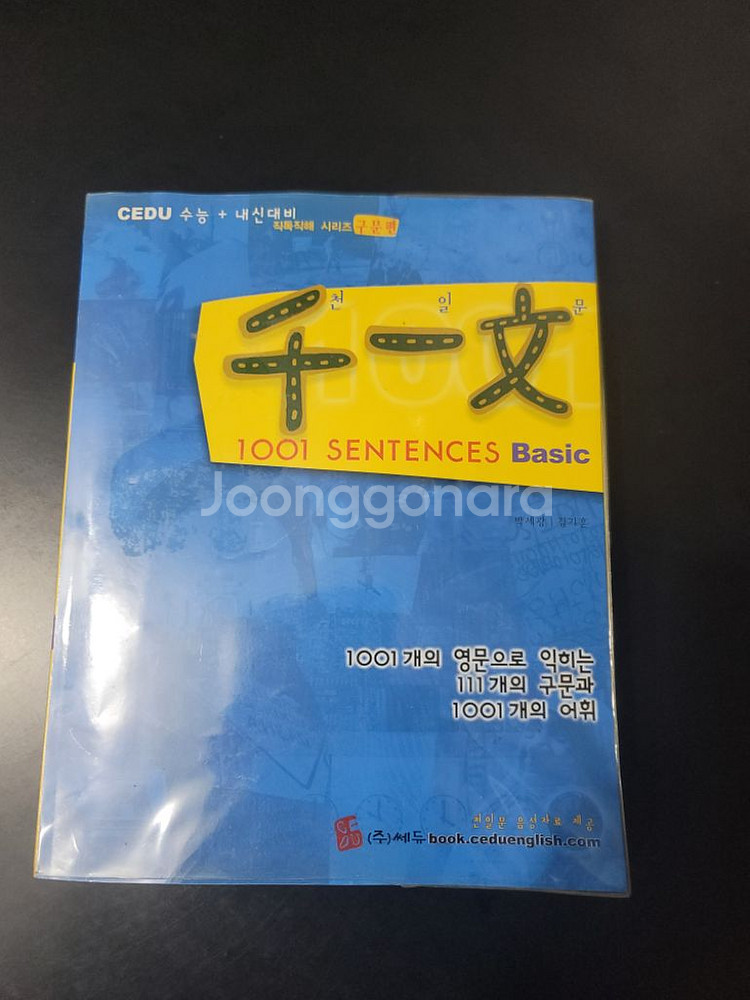 CEDU 수능 + 내신대비
직독직해 시리즈 구문편
천 일 문
千一文
1001 SENTENCES Basic
Joonggonara
1001개의 영문으로 익히는
111개의 구문과
1001개의 어휘
천일문 음성자료 제공
(주)쎄듀 book.ceduenglish.com